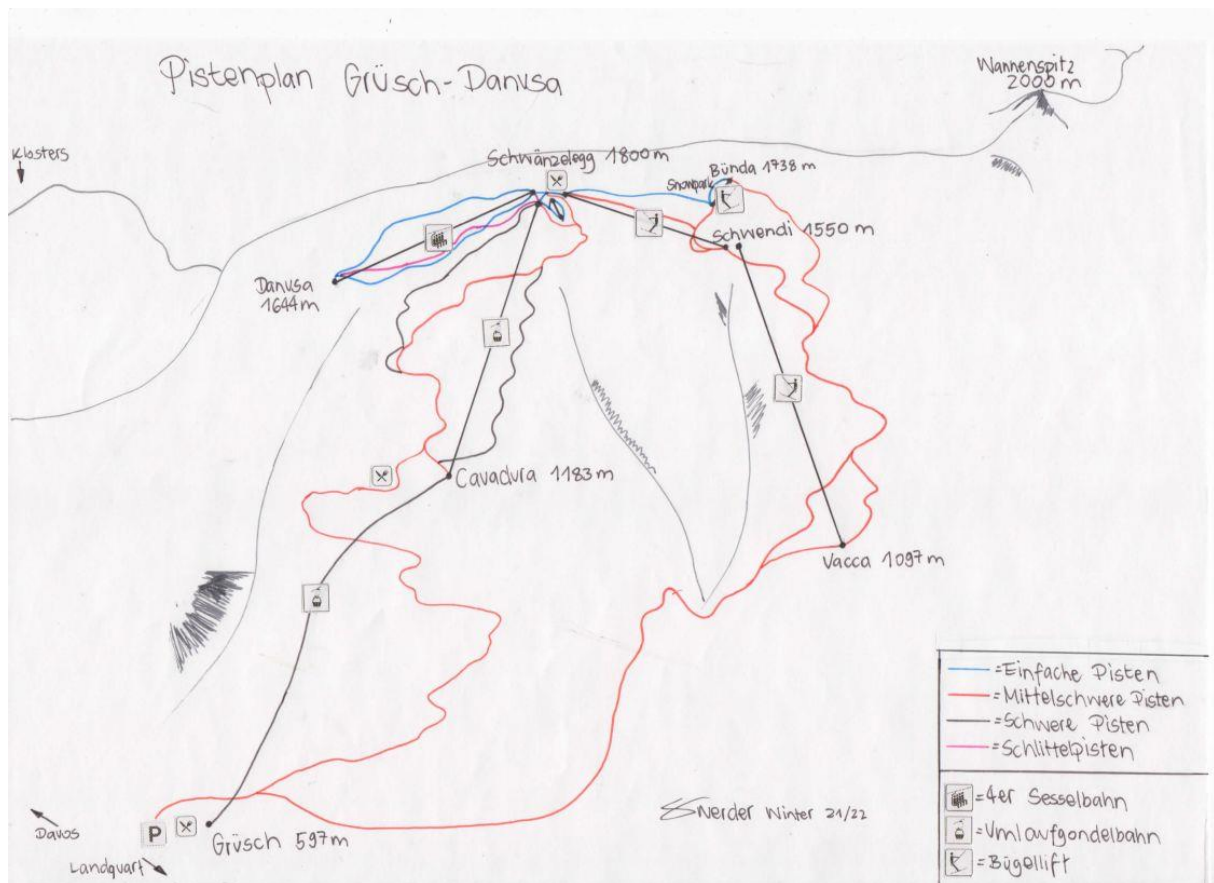 Pistenplan Grüsch-Danusa
Wannenspitz
2000 m
Klosters
Schwänzelegg 1800 m
Bünda 1738 m
Snowpark
Schwendi 1550 m
Danusa
1644 m
Cavadura 1183 m
Vacca 1097 m
= Einfache Pisten
= Mittelschwere Pisten
= Schwere Pisten
= Schlittelpisten
= 4er Sesselbahn
= Umlaufgondelbahn
= Bügellift
Winter 21/22
Davos
P
Grüsch 597 m
Landquart